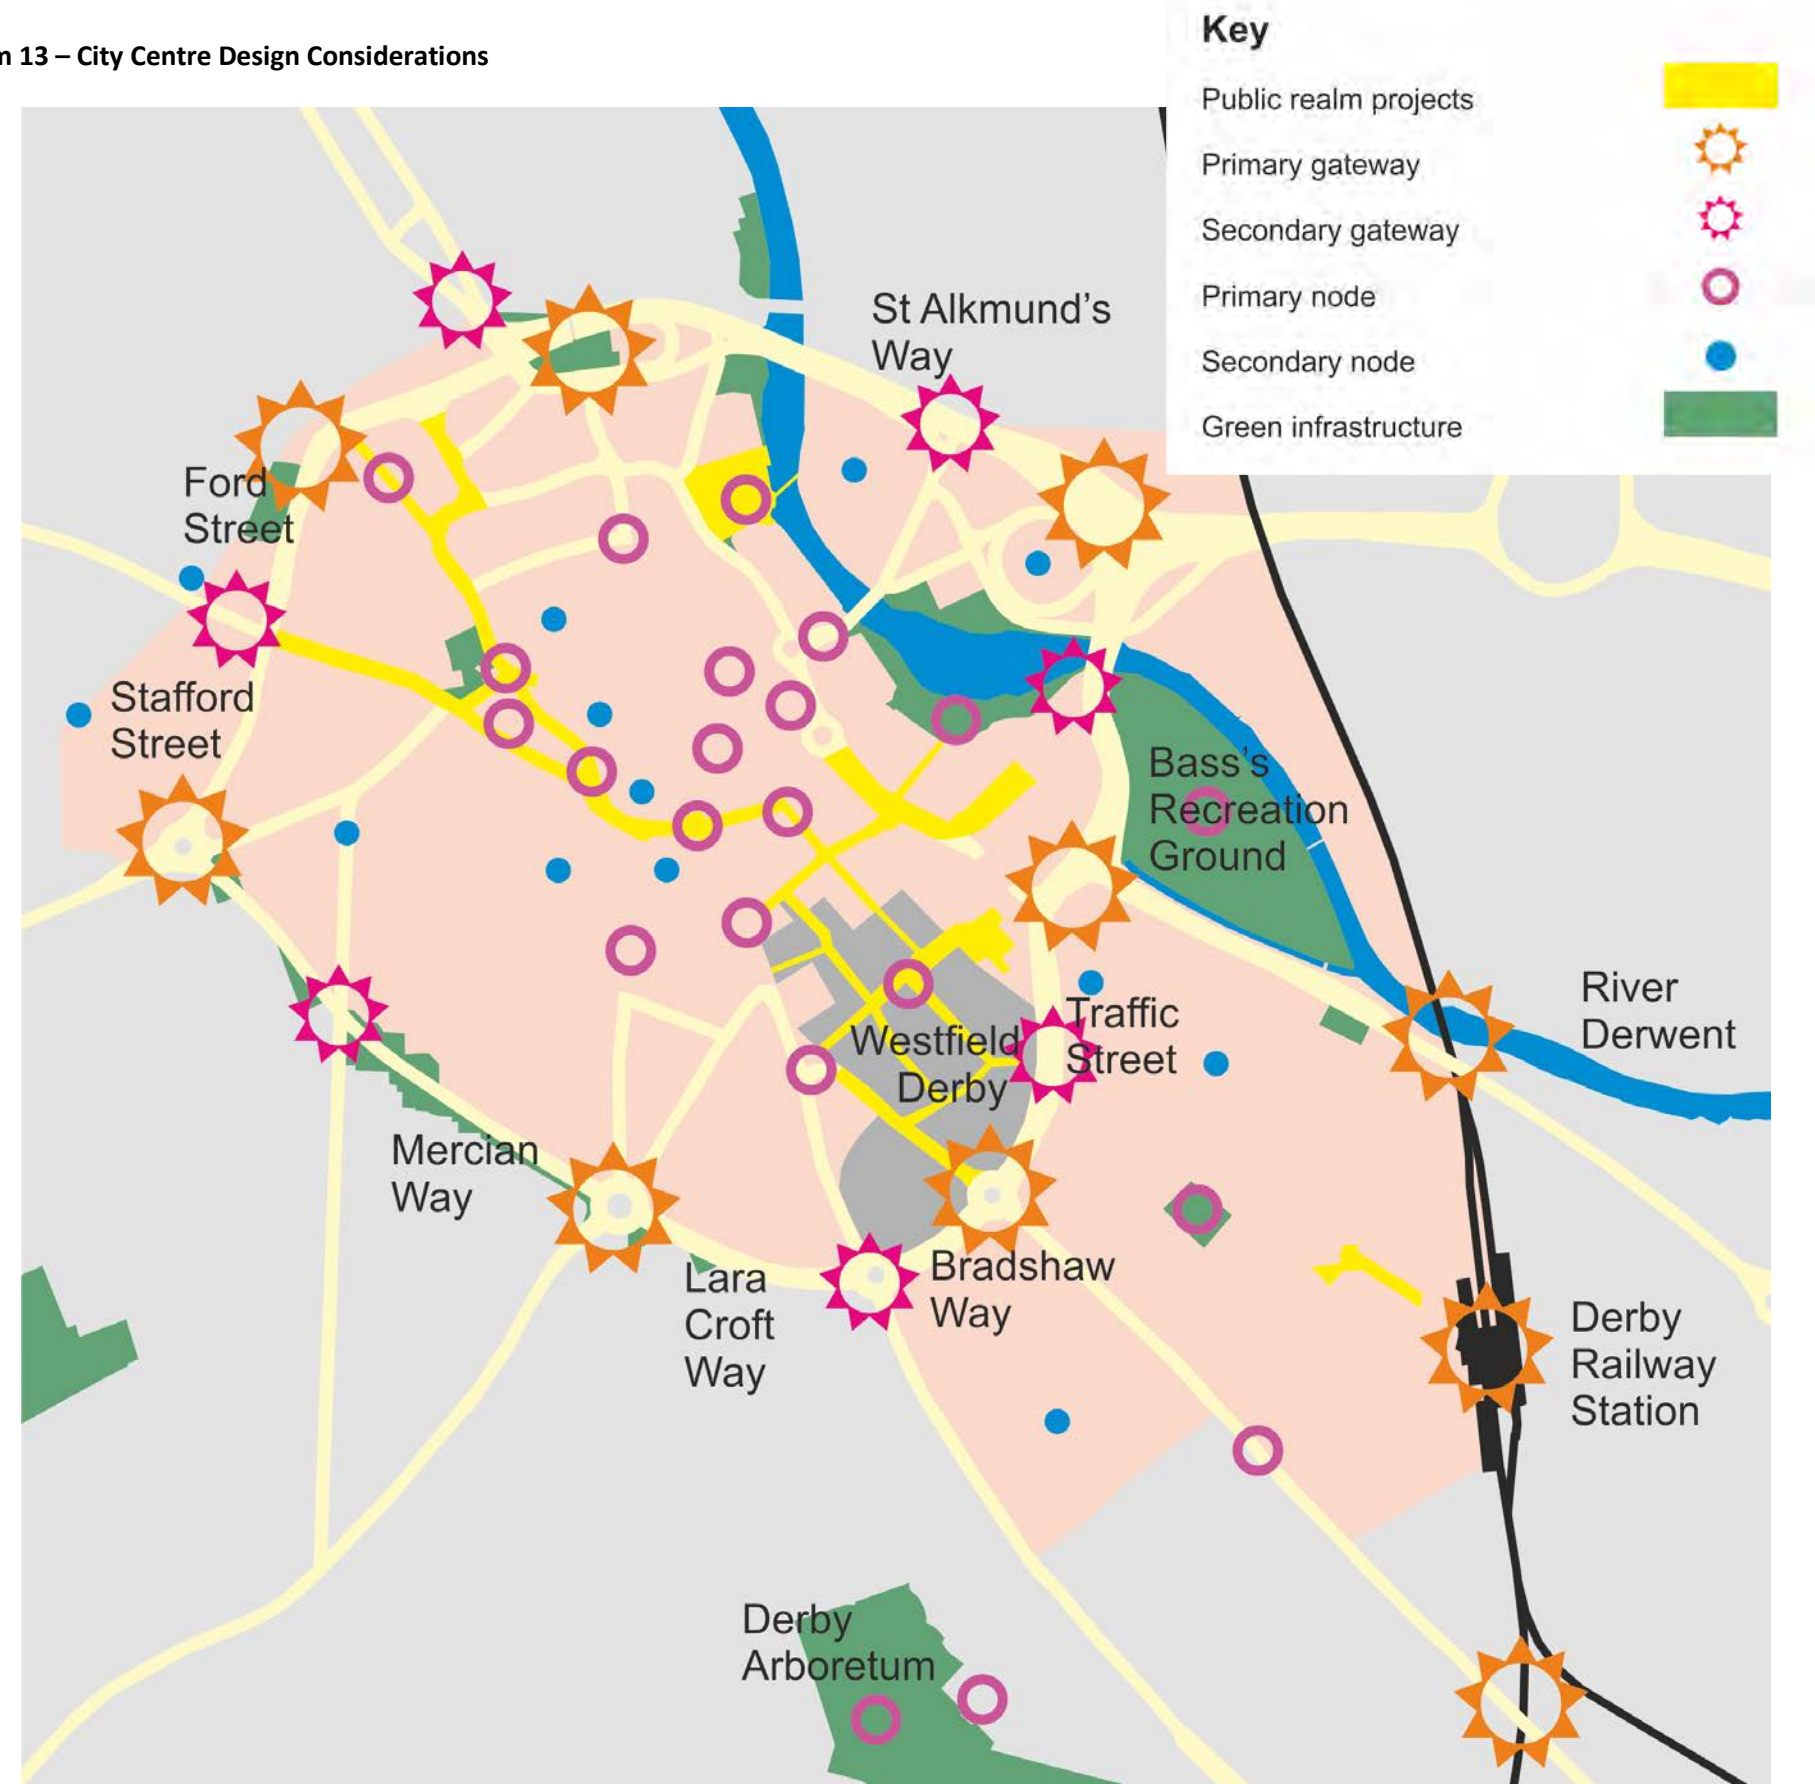 m 13 – City Centre Design Considerations
Key
Public realm projects
Primary gateway
Secondary gateway
Primary node
Secondary node
Green infrastructure
St Alkmund's
Way
Ford
Street
Stafford
Street
Bass's
Recreation
Ground
River
Derwent
Traffic
Street
Westfield
Derby
Mercian
Way
Lara
Croft
Way
Bradshaw
Way
Derby
Railway
Station
Derby
Arboretum